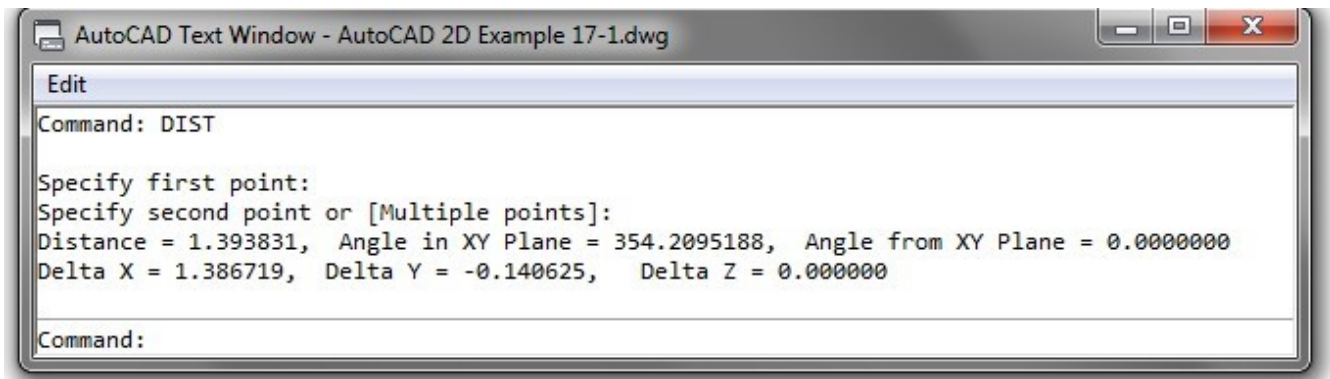 AutoCAD Text Window - AutoCAD 2D Example 17-1.dwg
Edit
Command: DIST
Specify first point:
Specify second point or [Multiple points]:
Distance = 1.393831, Angle in XY Plane = 354.2095188, Angle from XY Plane = 0.0000000
Delta X = 1.386719, Delta Y = -0.140625, Delta Z = 0.000000
Command: